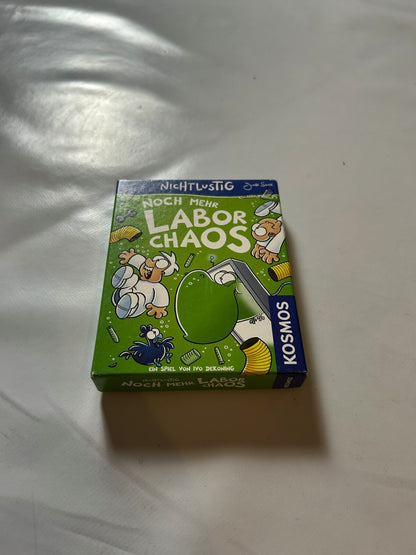 NICHTLUSTIG
NOCH MEHR
LABOR
CHAOS
KOSMOS
EIN SPIEL VON IVO DEKONING
NICHTLUSTIG
NOCH MEHR LABOR
CHAOS